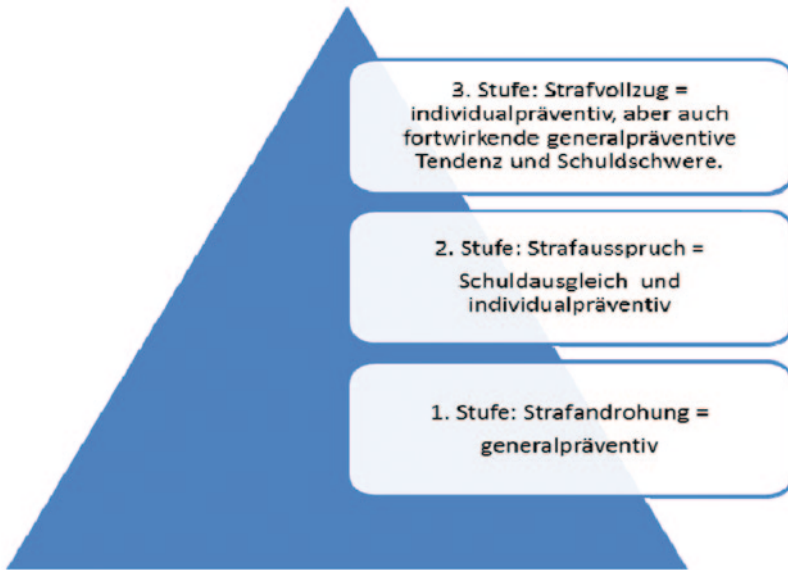 3. Stufe: Strafvollzug =
individualpräventiv, aber auch
fortwirkende generalpräventive
Tendenz und Schuldschwere.
2. Stufe: Strafausspruch =
Schuldausgleich und
individualpräventiv
1. Stufe: Strafandrohung =
generalpräventiv